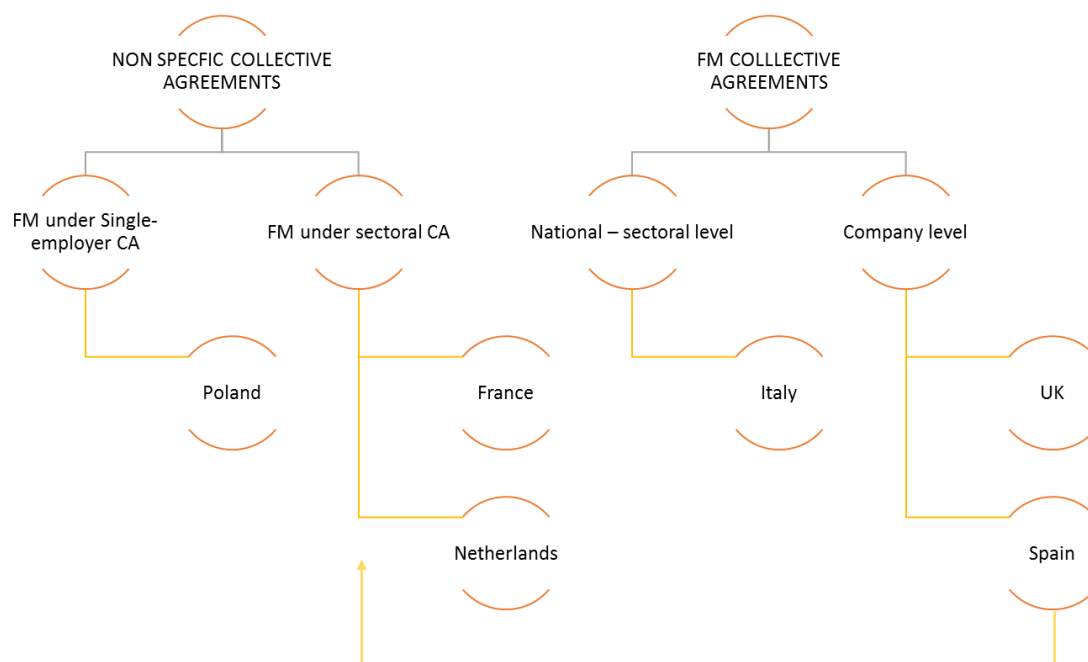 NON SPECFIC COLLECTIVE
AGREEMENTS
FM COLLLECTIVE
AGREEMENTS
FM under Single-
employer CA
FM under sectoral CA
National – sectoral level
Company level
Poland
France
Italy
UK
Netherlands
Spain